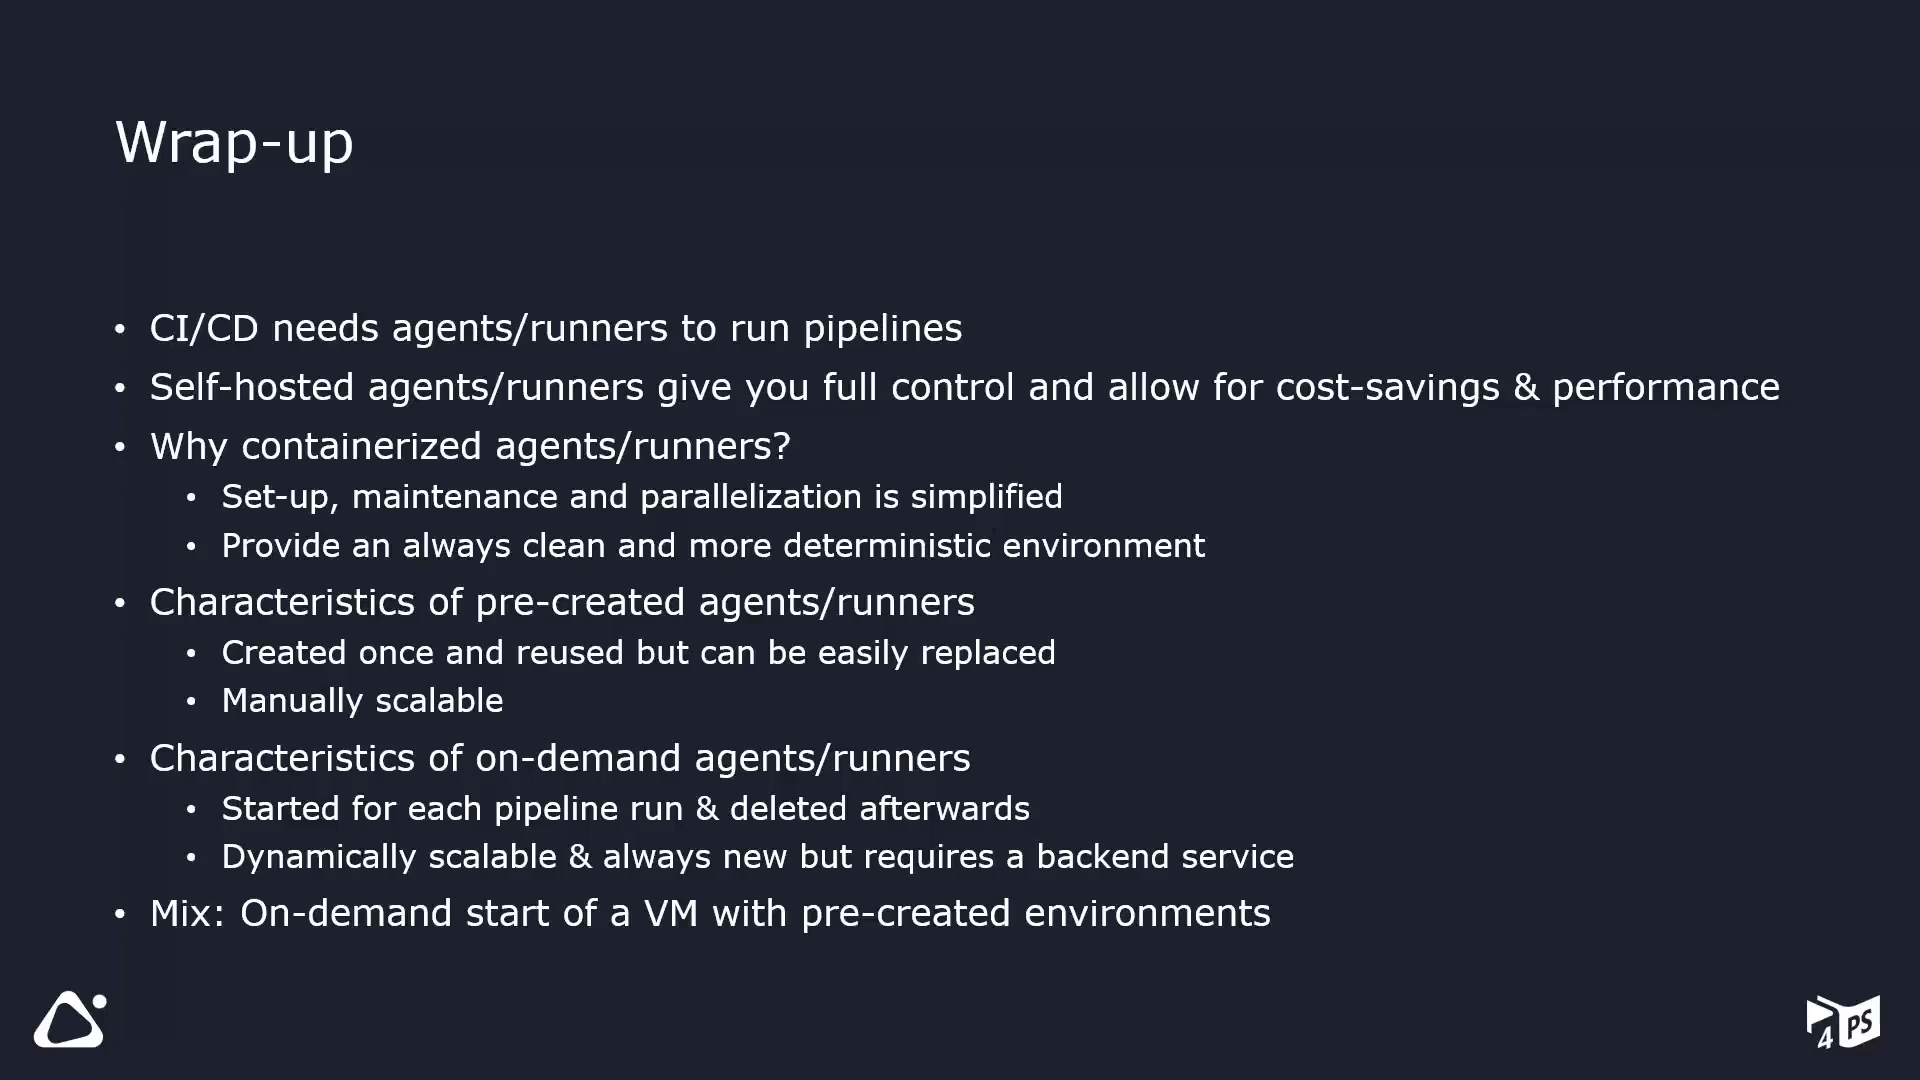 Wrap-up
• CI/CD needs agents/runners to run pipelines
• Self-hosted agents/runners give you full control and allow for cost-savings & performance
• Why containerized agents/runners?
• Set-up, maintenance and parallelization is simplified
• Provide an always clean and more deterministic environment
• Characteristics of pre-created agents/runners
• Created once and reused but can be easily replaced
• Manually scalable
• Characteristics of on-demand agents/runners
• Started for each pipeline run & deleted afterwards
• Dynamically scalable & always new but requires a backend service
• Mix: On-demand start of a VM with pre-created environments
4PS